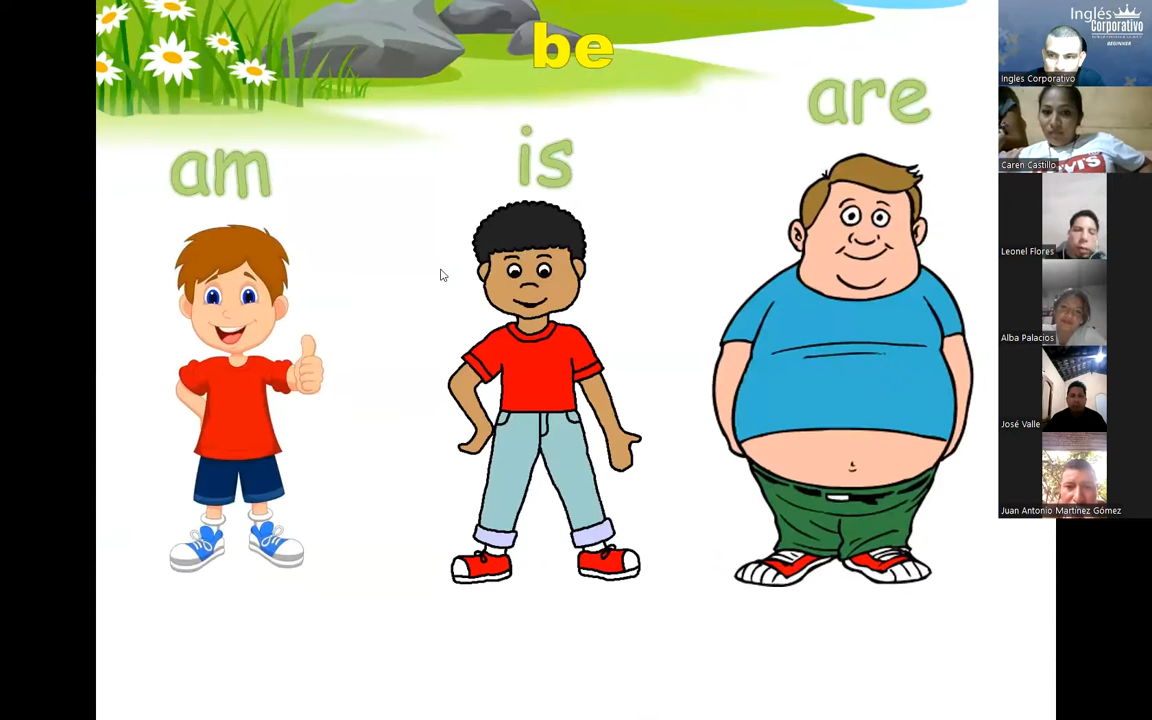 be
am
is
are
Inglés
Corporativo
BEGINNER
Ingles Corporativo
Caren Castillo
Leonel Flores
Alba Palacios
José Valle
Juan Antonio Martínez Gómez